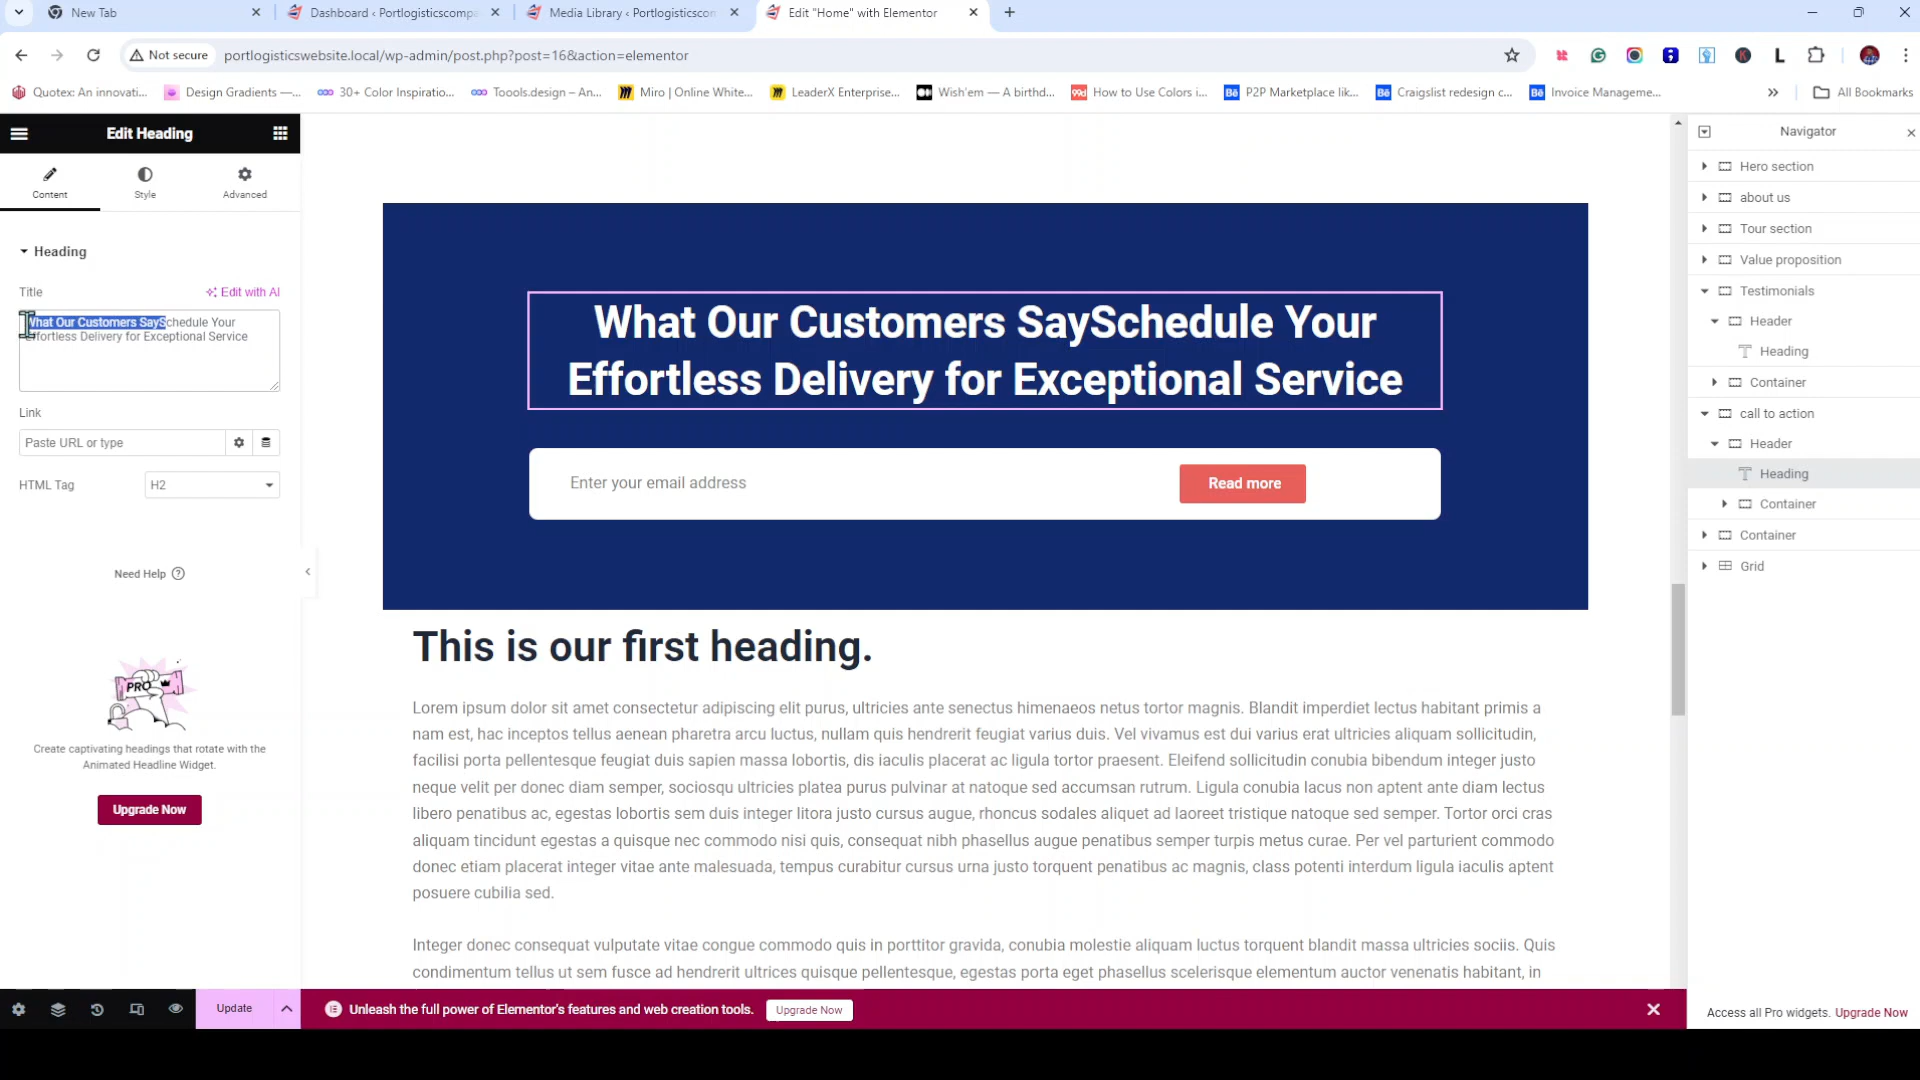 New Tab
Dashboard ‹ Portlogisticscompa
Media Library ‹ Portlogisticscon
Edit "Home" with Elementor
Not secure
portlogisticswebsite.local/wp-admin/post.php?post=16&action=elementor
Quotex: An innovati...
Design Gradients —...
30+ Color Inspiratio...
Toools.design – An...
Miro | Online White...
LeaderX Enterprise...
Wish'em — A birthd...
How to Use Colors i...
P2P Marketplace lik...
Craigslist redesign c...
Invoice Manageme...
All Bookmarks
Edit Heading
Content
Style
Advanced
Heading
Title
Edit with AI
What Our Customers SaySchedule Your
Effortless Delivery for Exceptional Service
Link
Paste URL or type
HTML Tag
H2
Need Help
PRO
Create captivating headings that rotate with the
Animated Headline Widget.
Upgrade Now
Update
What Our Customers SaySchedule Your
Effortless Delivery for Exceptional Service
Enter your email address
Read more
This is our first heading.
Lorem ipsum dolor sit amet consectetur adipiscing elit purus, ultricies ante senectus himenaeos netus tortor magnis. Blandit imperdiet lectus habitant primis a
nam est, hac inceptos tellus aenean pharetra arcu luctus, nullam quis hendrerit feugiat varius duis. Vel vivamus est dui varius erat ultricies aliquam sollicitudin,
facilisi porta pellentesque feugiat duis sapien massa lobortis, dis iaculis placerat ac ligula tortor praesent. Eleifend sollicitudin conubia bibendum integer justo
neque velit per donec diam semper, sociosqu ultricies platea purus pulvinar at natoque sed accumsan rutrum. Ligula conubia lacus non aptent ante diam lectus
libero penatibus ac, egestas lobortis sem duis integer litora justo cursus augue, rhoncus sodales aliquet ad laoreet tristique natoque sed semper. Tortor orci cras
aliquam tincidunt egestas a quisque nec commodo nisi quis, consequat nibh phasellus augue penatibus semper turpis metus curae. Per vel parturient commodo
donec etiam placerat integer vitae ante malesuada, tempus curabitur cursus urna justo torquent penatibus ac magnis, class potenti interdum ligula iaculis aptent
posuere cubilia sed.
Integer donec consequat vulputate vitae congue commodo quis in porttitor gravida, conubia molestie aliquam luctus torquent blandit massa ultricies sociis. Quis
condimentum tellus ut sem fusce ad hendrerit ultrices quisque pellentesque, egestas porta eget phasellus scelerisque elementum auctor venenatis habitant, in
Unleash the full power of Elementor's features and web creation tools.
Upgrade Now
Navigator
Hero section
about us
Tour section
Value proposition
Testimonials
Header
Heading
Container
call to action
Header
Heading
Container
Container
Grid
Access all Pro widgets. Upgrade Now